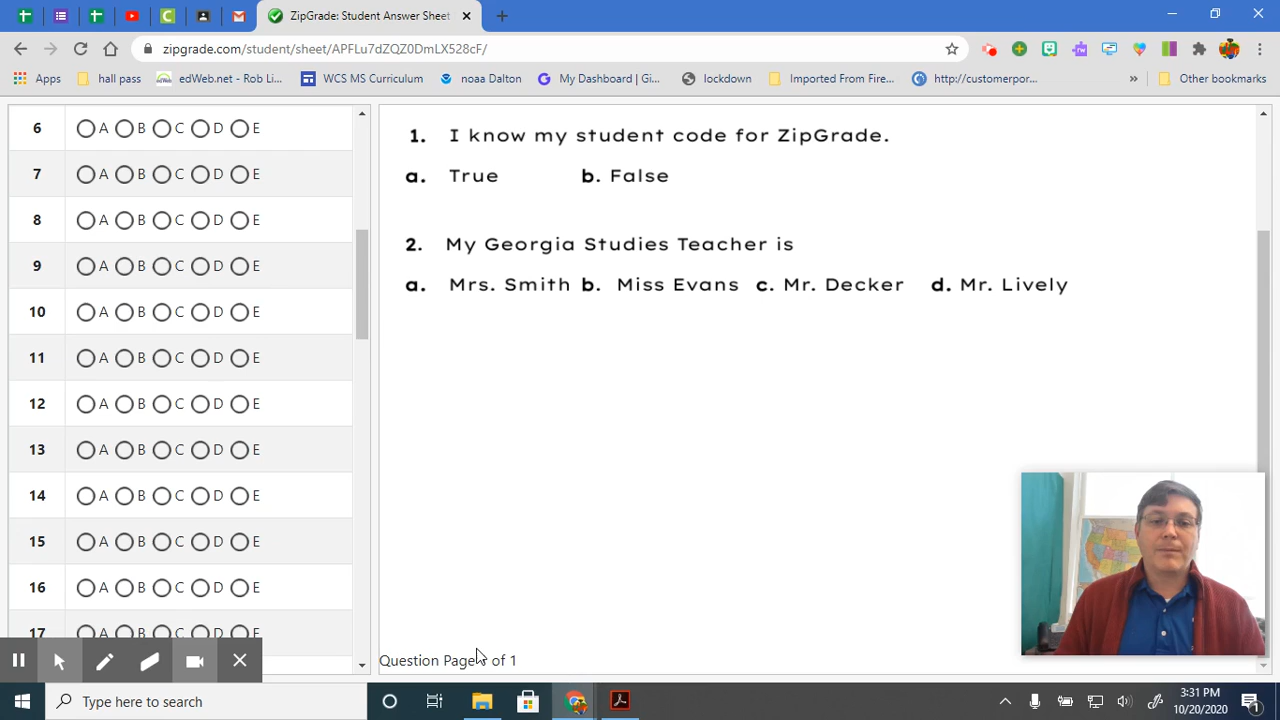 ZipGrade: Student Answer Sheet
zipgrade.com/student/sheet/APFLu7dZQZ0DmLX528cF/
Apps hall pass edWeb.net - Rob Li... WCS MS Curriculum noaa Dalton My Dashboard | Gi... lockdown Imported From Fire... http://customerpor... » Other bookmarks
6 A B C D E
7 A B C D E
8 A B C D E
9 A B C D E
10 A B C D E
11 A B C D E
12 A B C D E
13 A B C D E
14 A B C D E
15 A B C D E
16 A B C D E
17 A B C D E
1. I know my student code for ZipGrade.
a. True b. False
2. My Georgia Studies Teacher is
a. Mrs. Smith b. Miss Evans c. Mr. Decker d. Mr. Lively
Question Page of 1
Type here to search
3:31 PM
10/20/2020